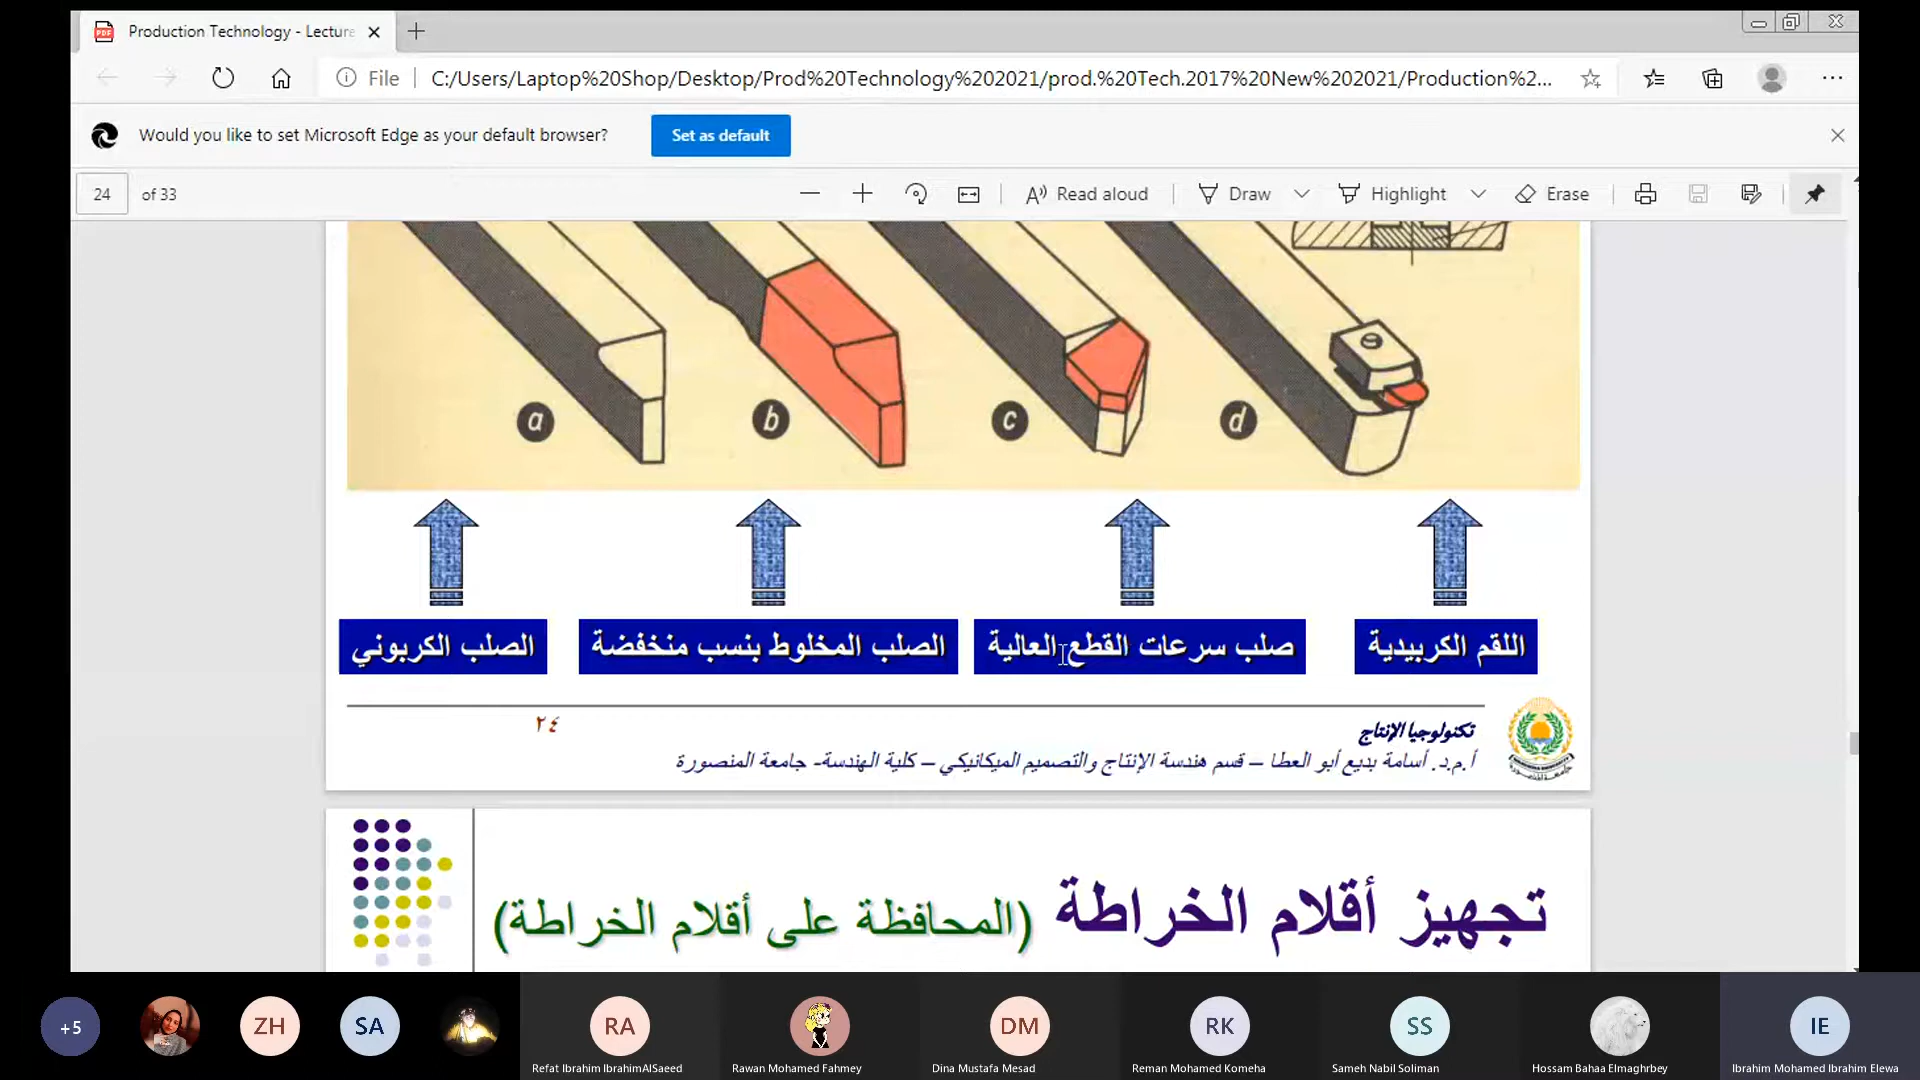 Production Technology - Lecture
File
C:/Users/Laptop%20Shop/Desktop/Prod%20Technology%202021/prod.%20Tech.2017%20New%202021/Production%2...
Would you like to set Microsoft Edge as your default browser?
Set as default
24 of 33
Read aloud
Draw
Highlight
Erase
a b c d
الصلب الكربوني
الصلب المخلوط بنسب منخفضة
صلب سرعات القطع العالية
اللقم الكربيدية
٢٤
تكنولوجيا الإنتاج
أ.م.د. أسامة بديع أبو العطا – قسم هندسة الإنتاج والتصميم الميكانيكي – كلية الهندسة- جامعة المنصورة
تجهيز أقلام الخراطة (المحافظة على أقلام الخراطة)
+5
ZH
SA
RA
DM
RK
SS
IE
Refat Ibrahim IbrahimAlSaeed
Rawan Mohamed Fahmey
Dina Mustafa Mesad
Reman Mohamed Komeha
Sameh Nabil Soliman
Hossam Bahaa Elmaghrbey
Ibrahim Mohamed Ibrahim Elewa